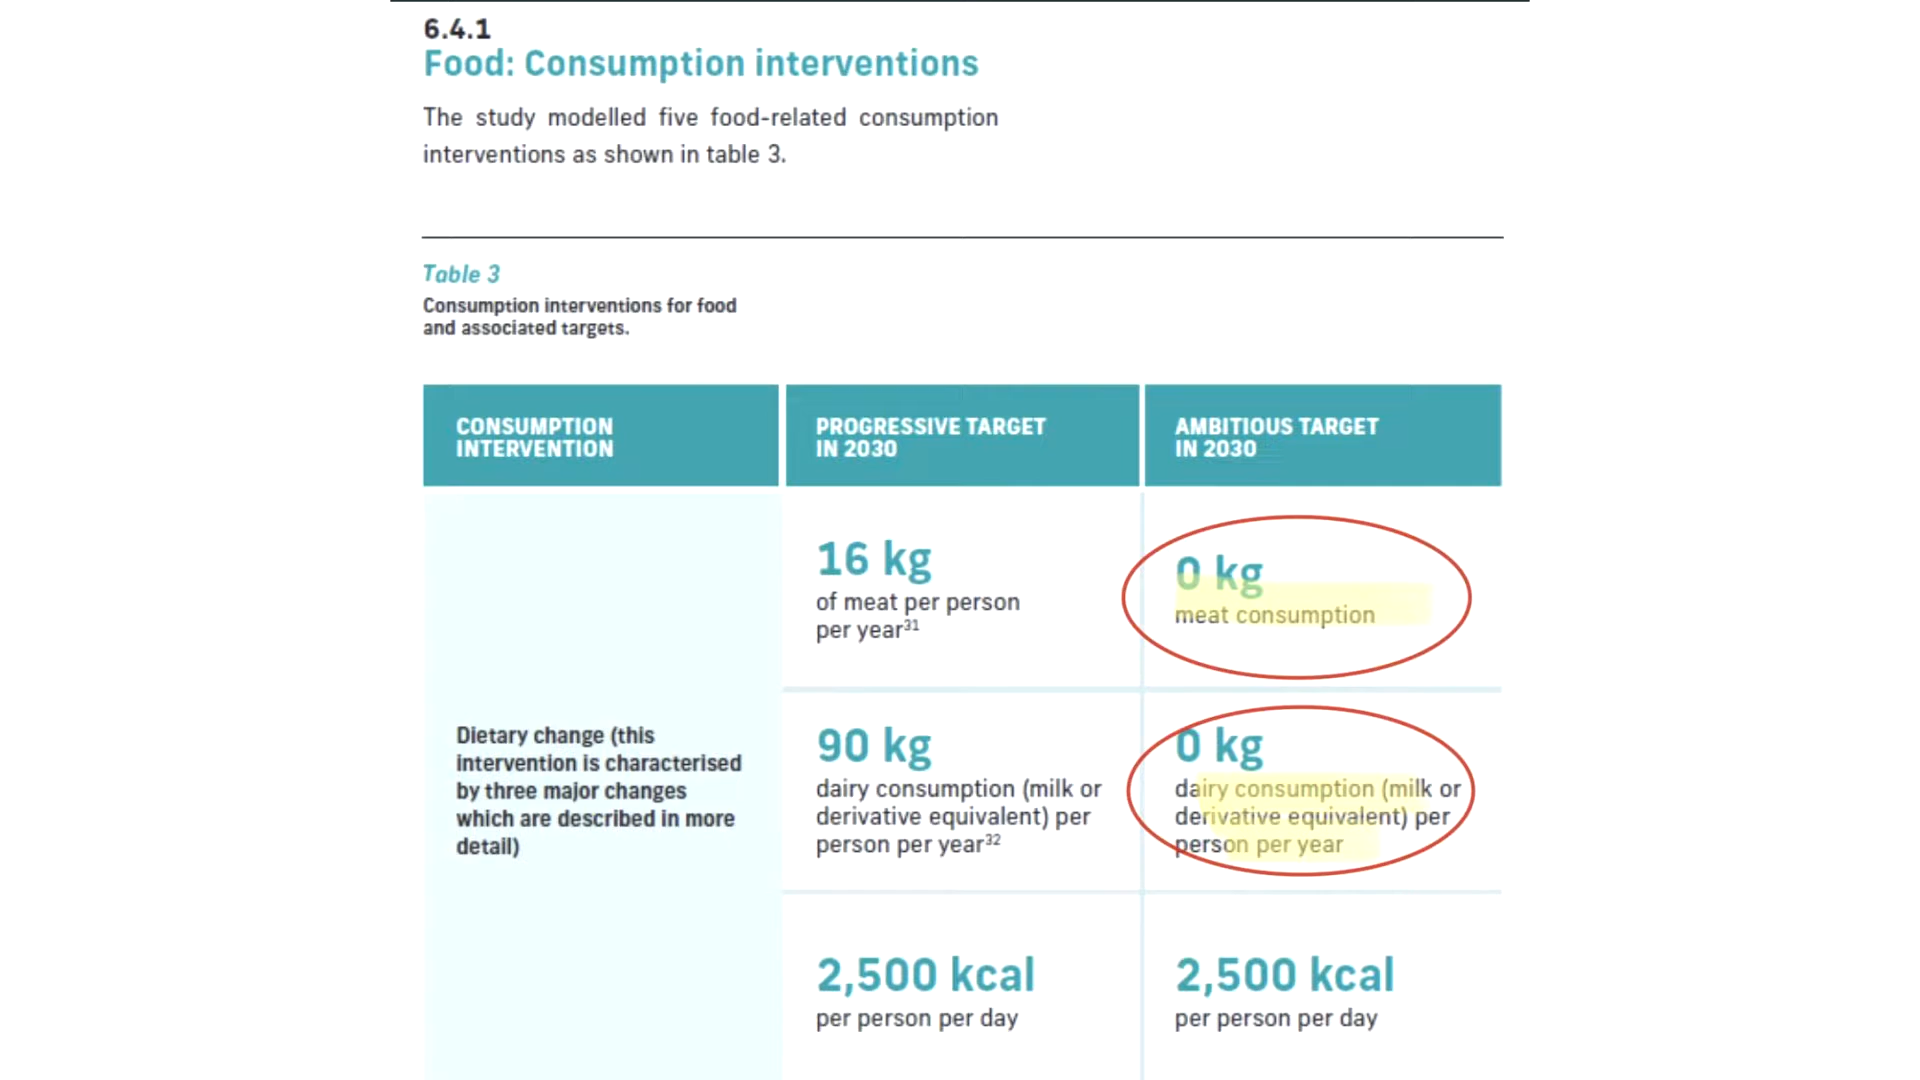 6.4.1
Food: Consumption interventions
The study modelled five food-related consumption
interventions as shown in table 3.
Table 3
Consumption interventions for food
and associated targets.
CONSUMPTION
INTERVENTION
PROGRESSIVE TARGET
IN 2030
AMBITIOUS TARGET
IN 2030
Dietary change (this
intervention is characterised
by three major changes
which are described in more
detail)
16 kg
of meat per person
per year³¹
0 kg
meat consumption
90 kg
dairy consumption (milk or
derivative equivalent) per
person per year³²
0 kg
dairy consumption (milk or
derivative equivalent) per
person per year
2,500 kcal
per person per day
2,500 kcal
per person per day